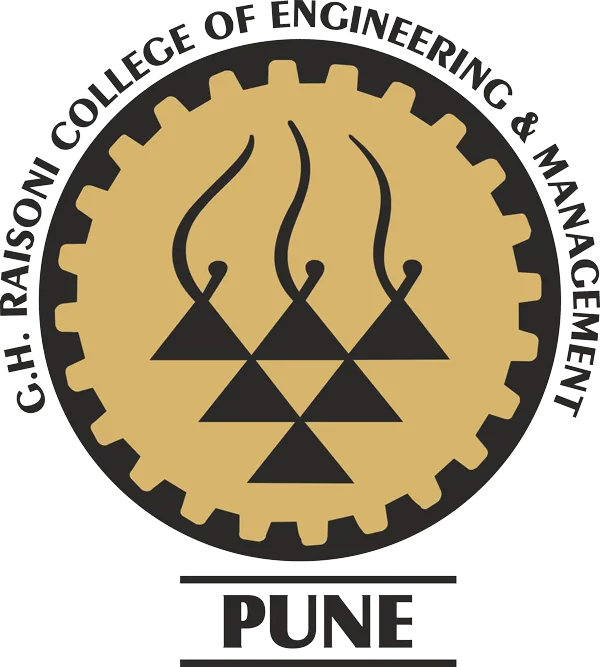 G.H. RAISONI COLLEGE OF ENGINEERING & MANAGEMENT
PUNE